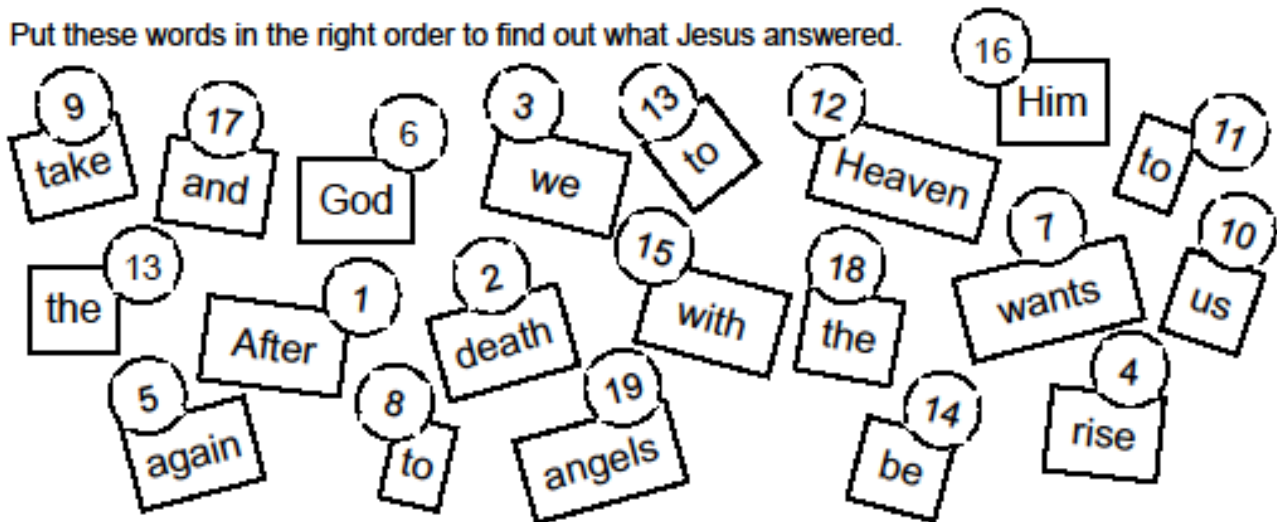 Put these words in the right order to find out what Jesus answered.
16
Him
9
take
17
and
6
God
3
we
13
to
12
Heaven
11
to
13
the
1
After
2
death
15
with
18
the
7
wants
10
us
5
again
8
to
19
angels
14
be
4
rise